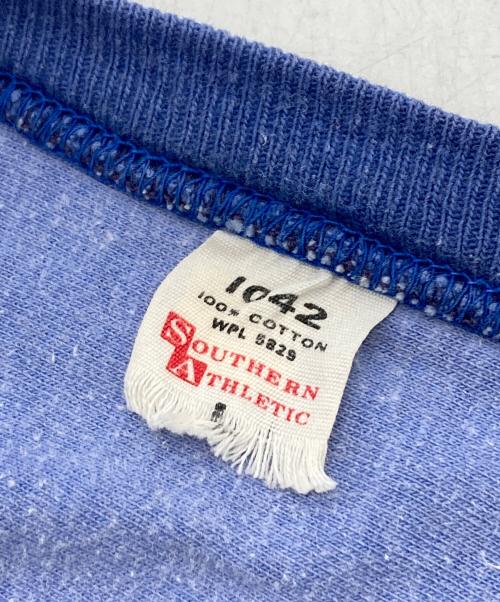 1042
100% COTTON
WPL 5829
SOUTHERN
ATHLETIC